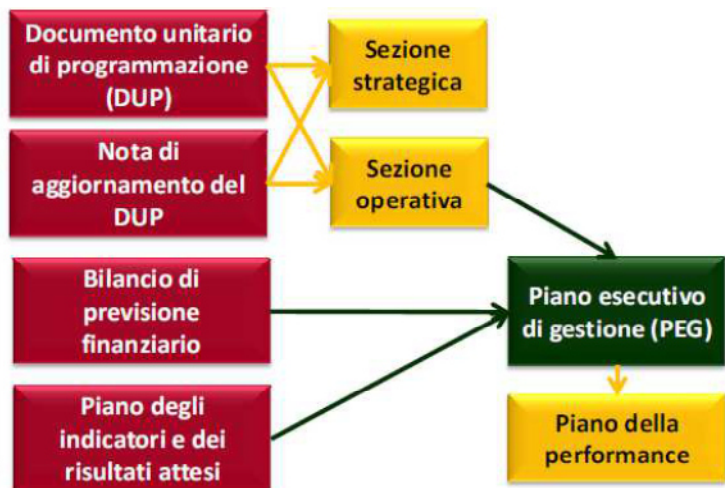 Documento unitario
di programmazione
(DUP)
Sezione
strategica
Nota di
aggiornamento del
DUP
Sezione
operativa
Bilancio di
previsione
finanziario
Piano esecutivo
di gestione (PEG)
Piano degli
indicatori e dei
risultati attesi
Piano della
performance